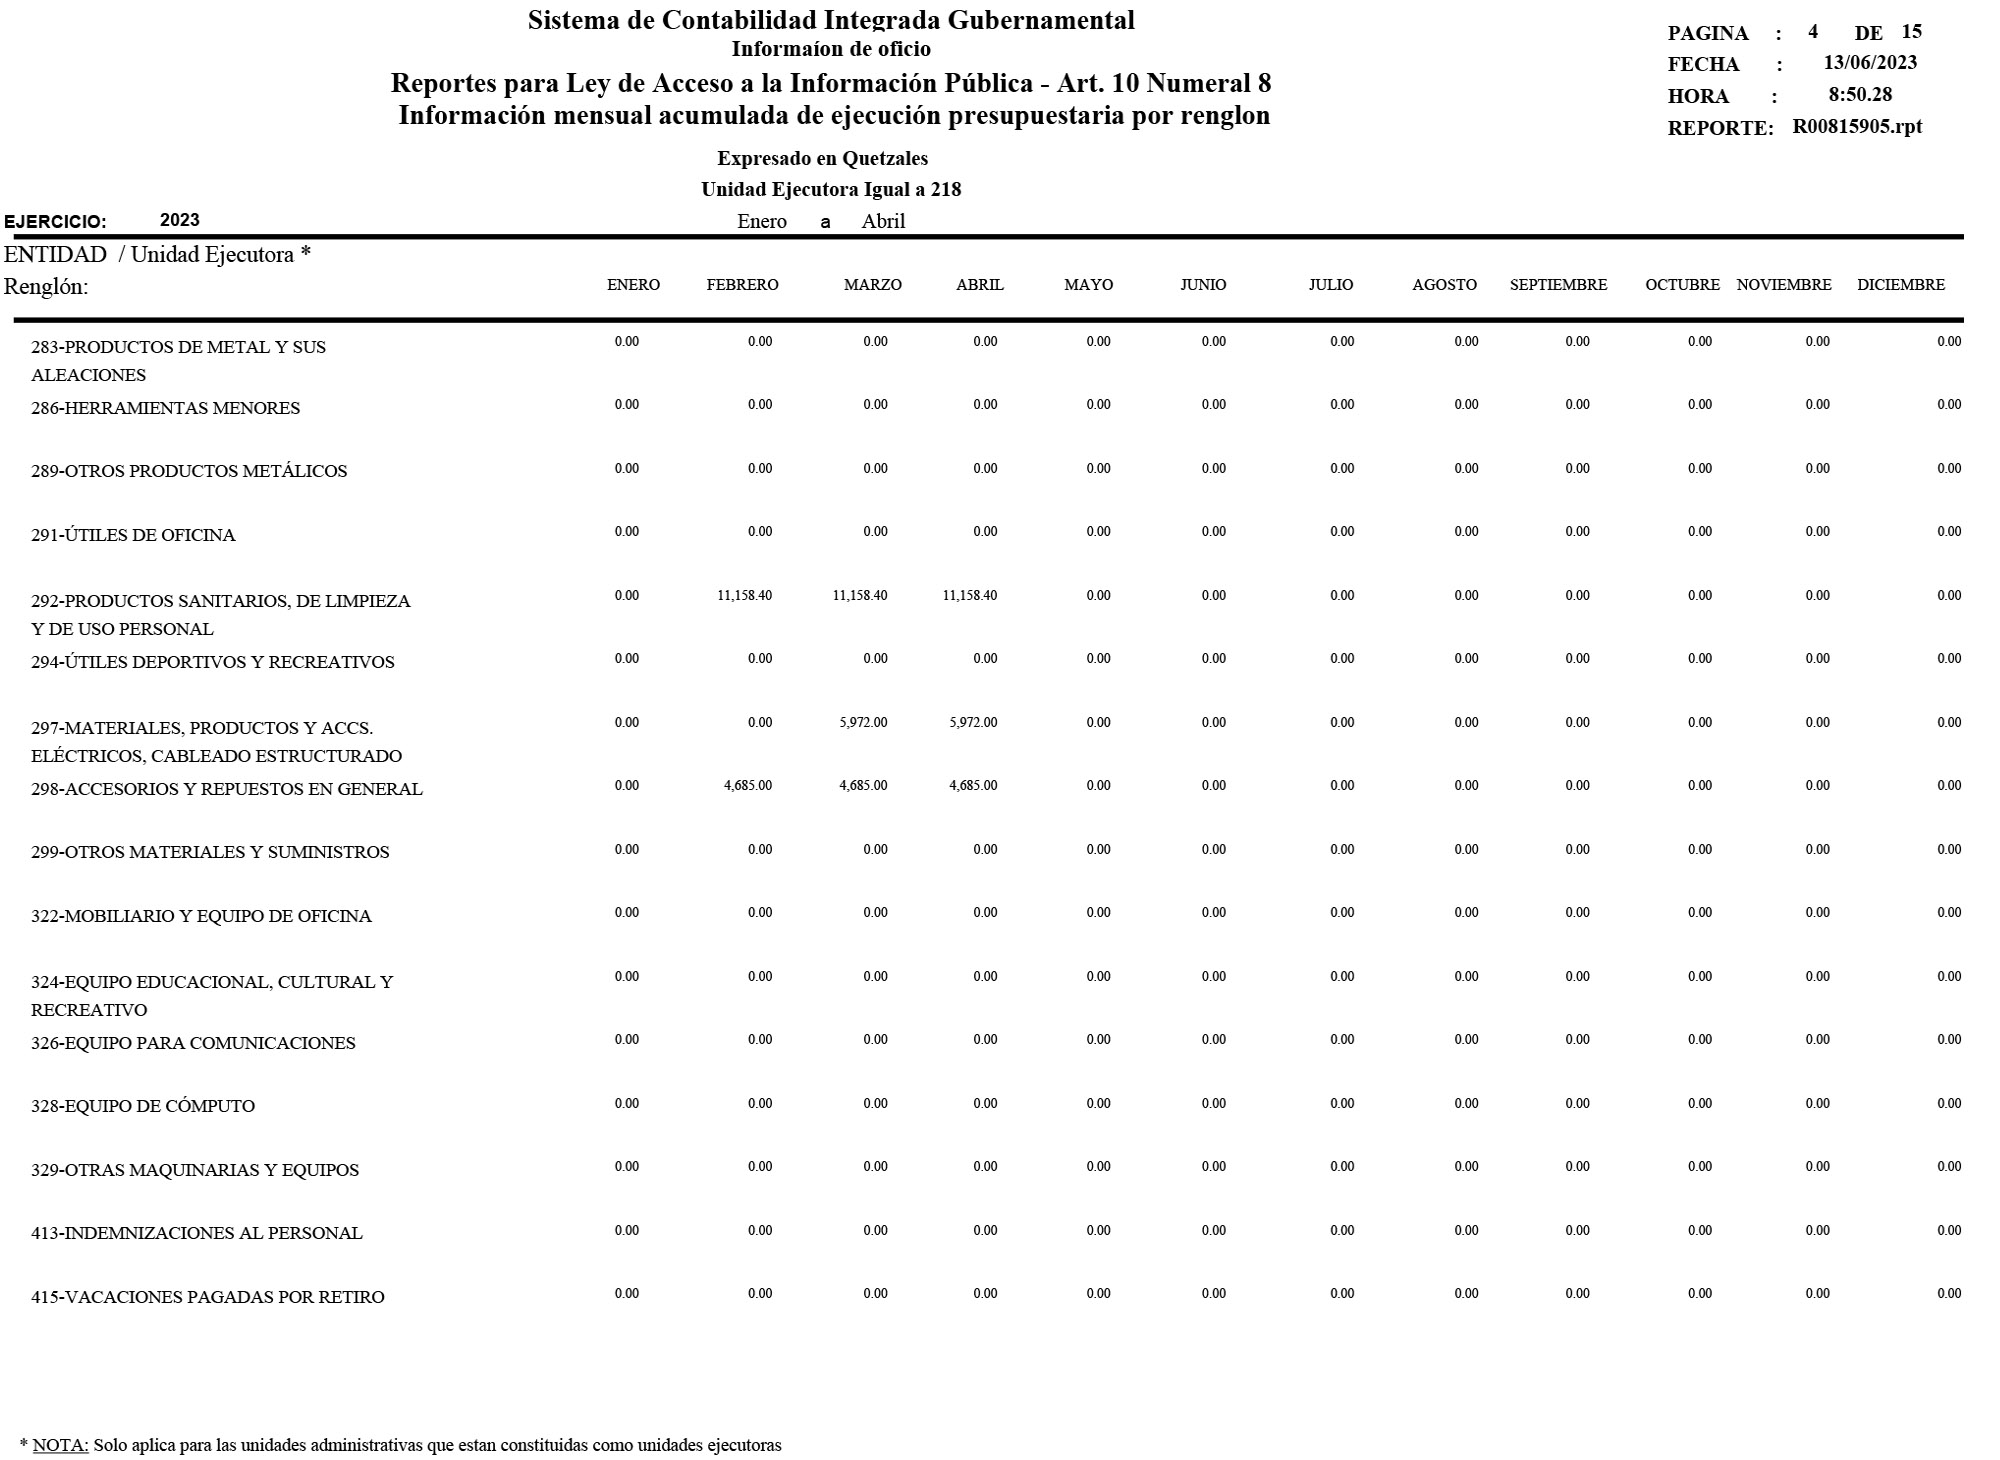 Sistema de Contabilidad Integrada Gubernamental
Informaíon de oficio
Reportes para Ley de Acceso a la Información Pública - Art. 10 Numeral 8
Información mensual acumulada de ejecución presupuestaria por renglon
PAGINA : 4 DE 15
FECHA : 13/06/2023
HORA : 8:50.28
REPORTE: R00815905.rpt
Expresado en Quetzales
Unidad Ejecutora Igual a 218
EJERCICIO: 2023 Enero a Abril
ENTIDAD / Unidad Ejecutora *
Renglón: ENERO FEBRERO MARZO ABRIL MAYO JUNIO JULIO AGOSTO SEPTIEMBRE OCTUBRE NOVIEMBRE DICIEMBRE
283-PRODUCTOS DE METAL Y SUS 0.00 0.00 0.00 0.00 0.00 0.00 0.00 0.00 0.00 0.00 0.00 0.00
ALEACIONES
286-HERRAMIENTAS MENORES 0.00 0.00 0.00 0.00 0.00 0.00 0.00 0.00 0.00 0.00 0.00 0.00
289-OTROS PRODUCTOS METÁLICOS 0.00 0.00 0.00 0.00 0.00 0.00 0.00 0.00 0.00 0.00 0.00 0.00
291-ÚTILES DE OFICINA 0.00 0.00 0.00 0.00 0.00 0.00 0.00 0.00 0.00 0.00 0.00 0.00
292-PRODUCTOS SANITARIOS, DE LIMPIEZA 0.00 11,158.40 11,158.40 11,158.40 0.00 0.00 0.00 0.00 0.00 0.00 0.00 0.00
Y DE USO PERSONAL
294-ÚTILES DEPORTIVOS Y RECREATIVOS 0.00 0.00 0.00 0.00 0.00 0.00 0.00 0.00 0.00 0.00 0.00 0.00
297-MATERIALES, PRODUCTOS Y ACCS. 0.00 0.00 5,972.00 5,972.00 0.00 0.00 0.00 0.00 0.00 0.00 0.00 0.00
ELÉCTRICOS, CABLEADO ESTRUCTURADO
298-ACCESORIOS Y REPUESTOS EN GENERAL 0.00 4,685.00 4,685.00 4,685.00 0.00 0.00 0.00 0.00 0.00 0.00 0.00 0.00
299-OTROS MATERIALES Y SUMINISTROS 0.00 0.00 0.00 0.00 0.00 0.00 0.00 0.00 0.00 0.00 0.00 0.00
322-MOBILIARIO Y EQUIPO DE OFICINA 0.00 0.00 0.00 0.00 0.00 0.00 0.00 0.00 0.00 0.00 0.00 0.00
324-EQUIPO EDUCACIONAL, CULTURAL Y 0.00 0.00 0.00 0.00 0.00 0.00 0.00 0.00 0.00 0.00 0.00 0.00
RECREATIVO
326-EQUIPO PARA COMUNICACIONES 0.00 0.00 0.00 0.00 0.00 0.00 0.00 0.00 0.00 0.00 0.00 0.00
328-EQUIPO DE CÓMPUTO 0.00 0.00 0.00 0.00 0.00 0.00 0.00 0.00 0.00 0.00 0.00 0.00
329-OTRAS MAQUINARIAS Y EQUIPOS 0.00 0.00 0.00 0.00 0.00 0.00 0.00 0.00 0.00 0.00 0.00 0.00
413-INDEMNIZACIONES AL PERSONAL 0.00 0.00 0.00 0.00 0.00 0.00 0.00 0.00 0.00 0.00 0.00 0.00
415-VACACIONES PAGADAS POR RETIRO 0.00 0.00 0.00 0.00 0.00 0.00 0.00 0.00 0.00 0.00 0.00 0.00
* NOTA: Solo aplica para las unidades administrativas que estan constituidas como unidades ejecutoras